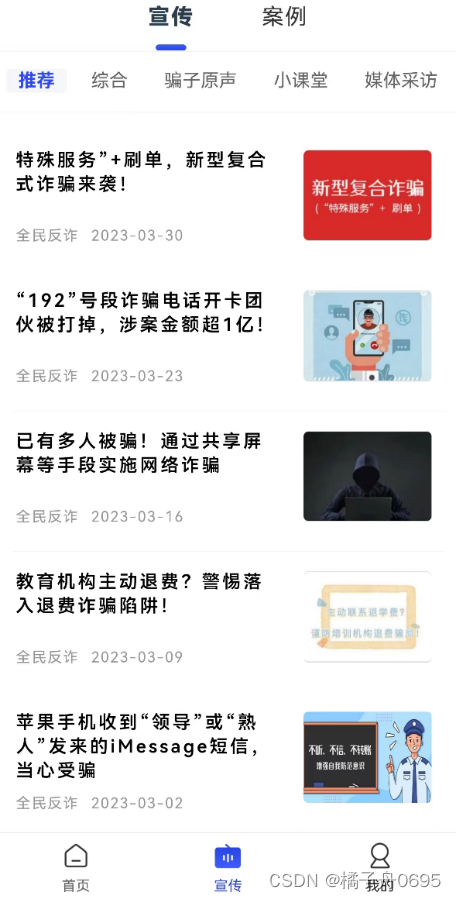 宣传 案例
推荐 综合 骗子原声 小课堂 媒体采访
特殊服务”+刷单，新型复合
式诈骗来袭！
全民反诈 2023-03-30
新型复合诈骗
(“特殊服务”+ 刷单 )
“192”号段诈骗电话开卡团
伙被打掉，涉案金额超1亿！
全民反诈 2023-03-23
已有多人被骗！通过共享屏
幕等手段实施网络诈骗
全民反诈 2023-03-16
教育机构主动退费？警惕落
入退费诈骗陷阱！
全民反诈 2023-03-09
主动联系退学费？
谨防培训机构退费骗局！
苹果手机收到“领导”或“熟
人”发来的iMessage短信，
当心受骗
全民反诈 2023-03-02
不听、不信、不转账
增强自我防范意识
首页 宣传 我的
CSDN @橘子舟0695